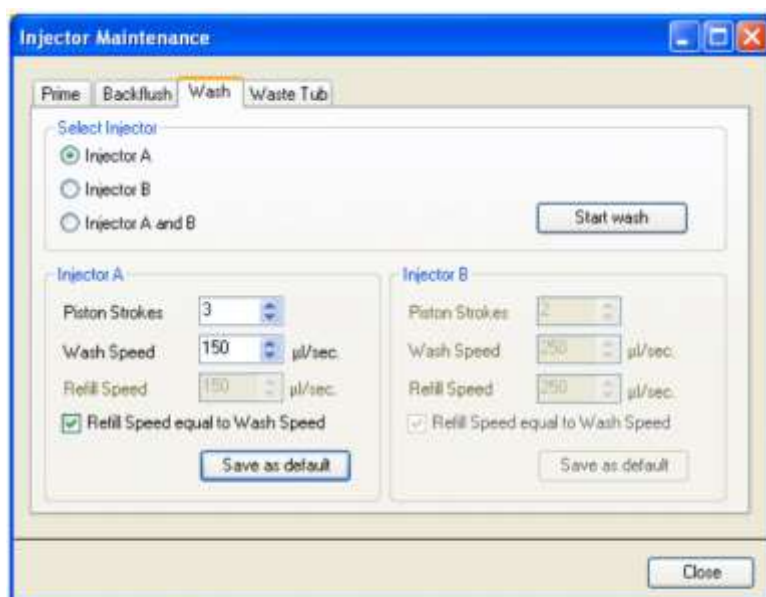 Injector Maintenance
Prime Backflush Wash Waste Tub
Select Injector
Injector A
Injector B
Injector A and B
Start wash
Injector A
Piston Strokes 3
Wash Speed 150 µl/sec.
Refill Speed 150 µl/sec.
Refill Speed equal to Wash Speed
Save as default
Injector B
Piston Strokes 2
Wash Speed 250 µl/sec.
Refill Speed 250 µl/sec.
Refill Speed equal to Wash Speed
Save as default
Close